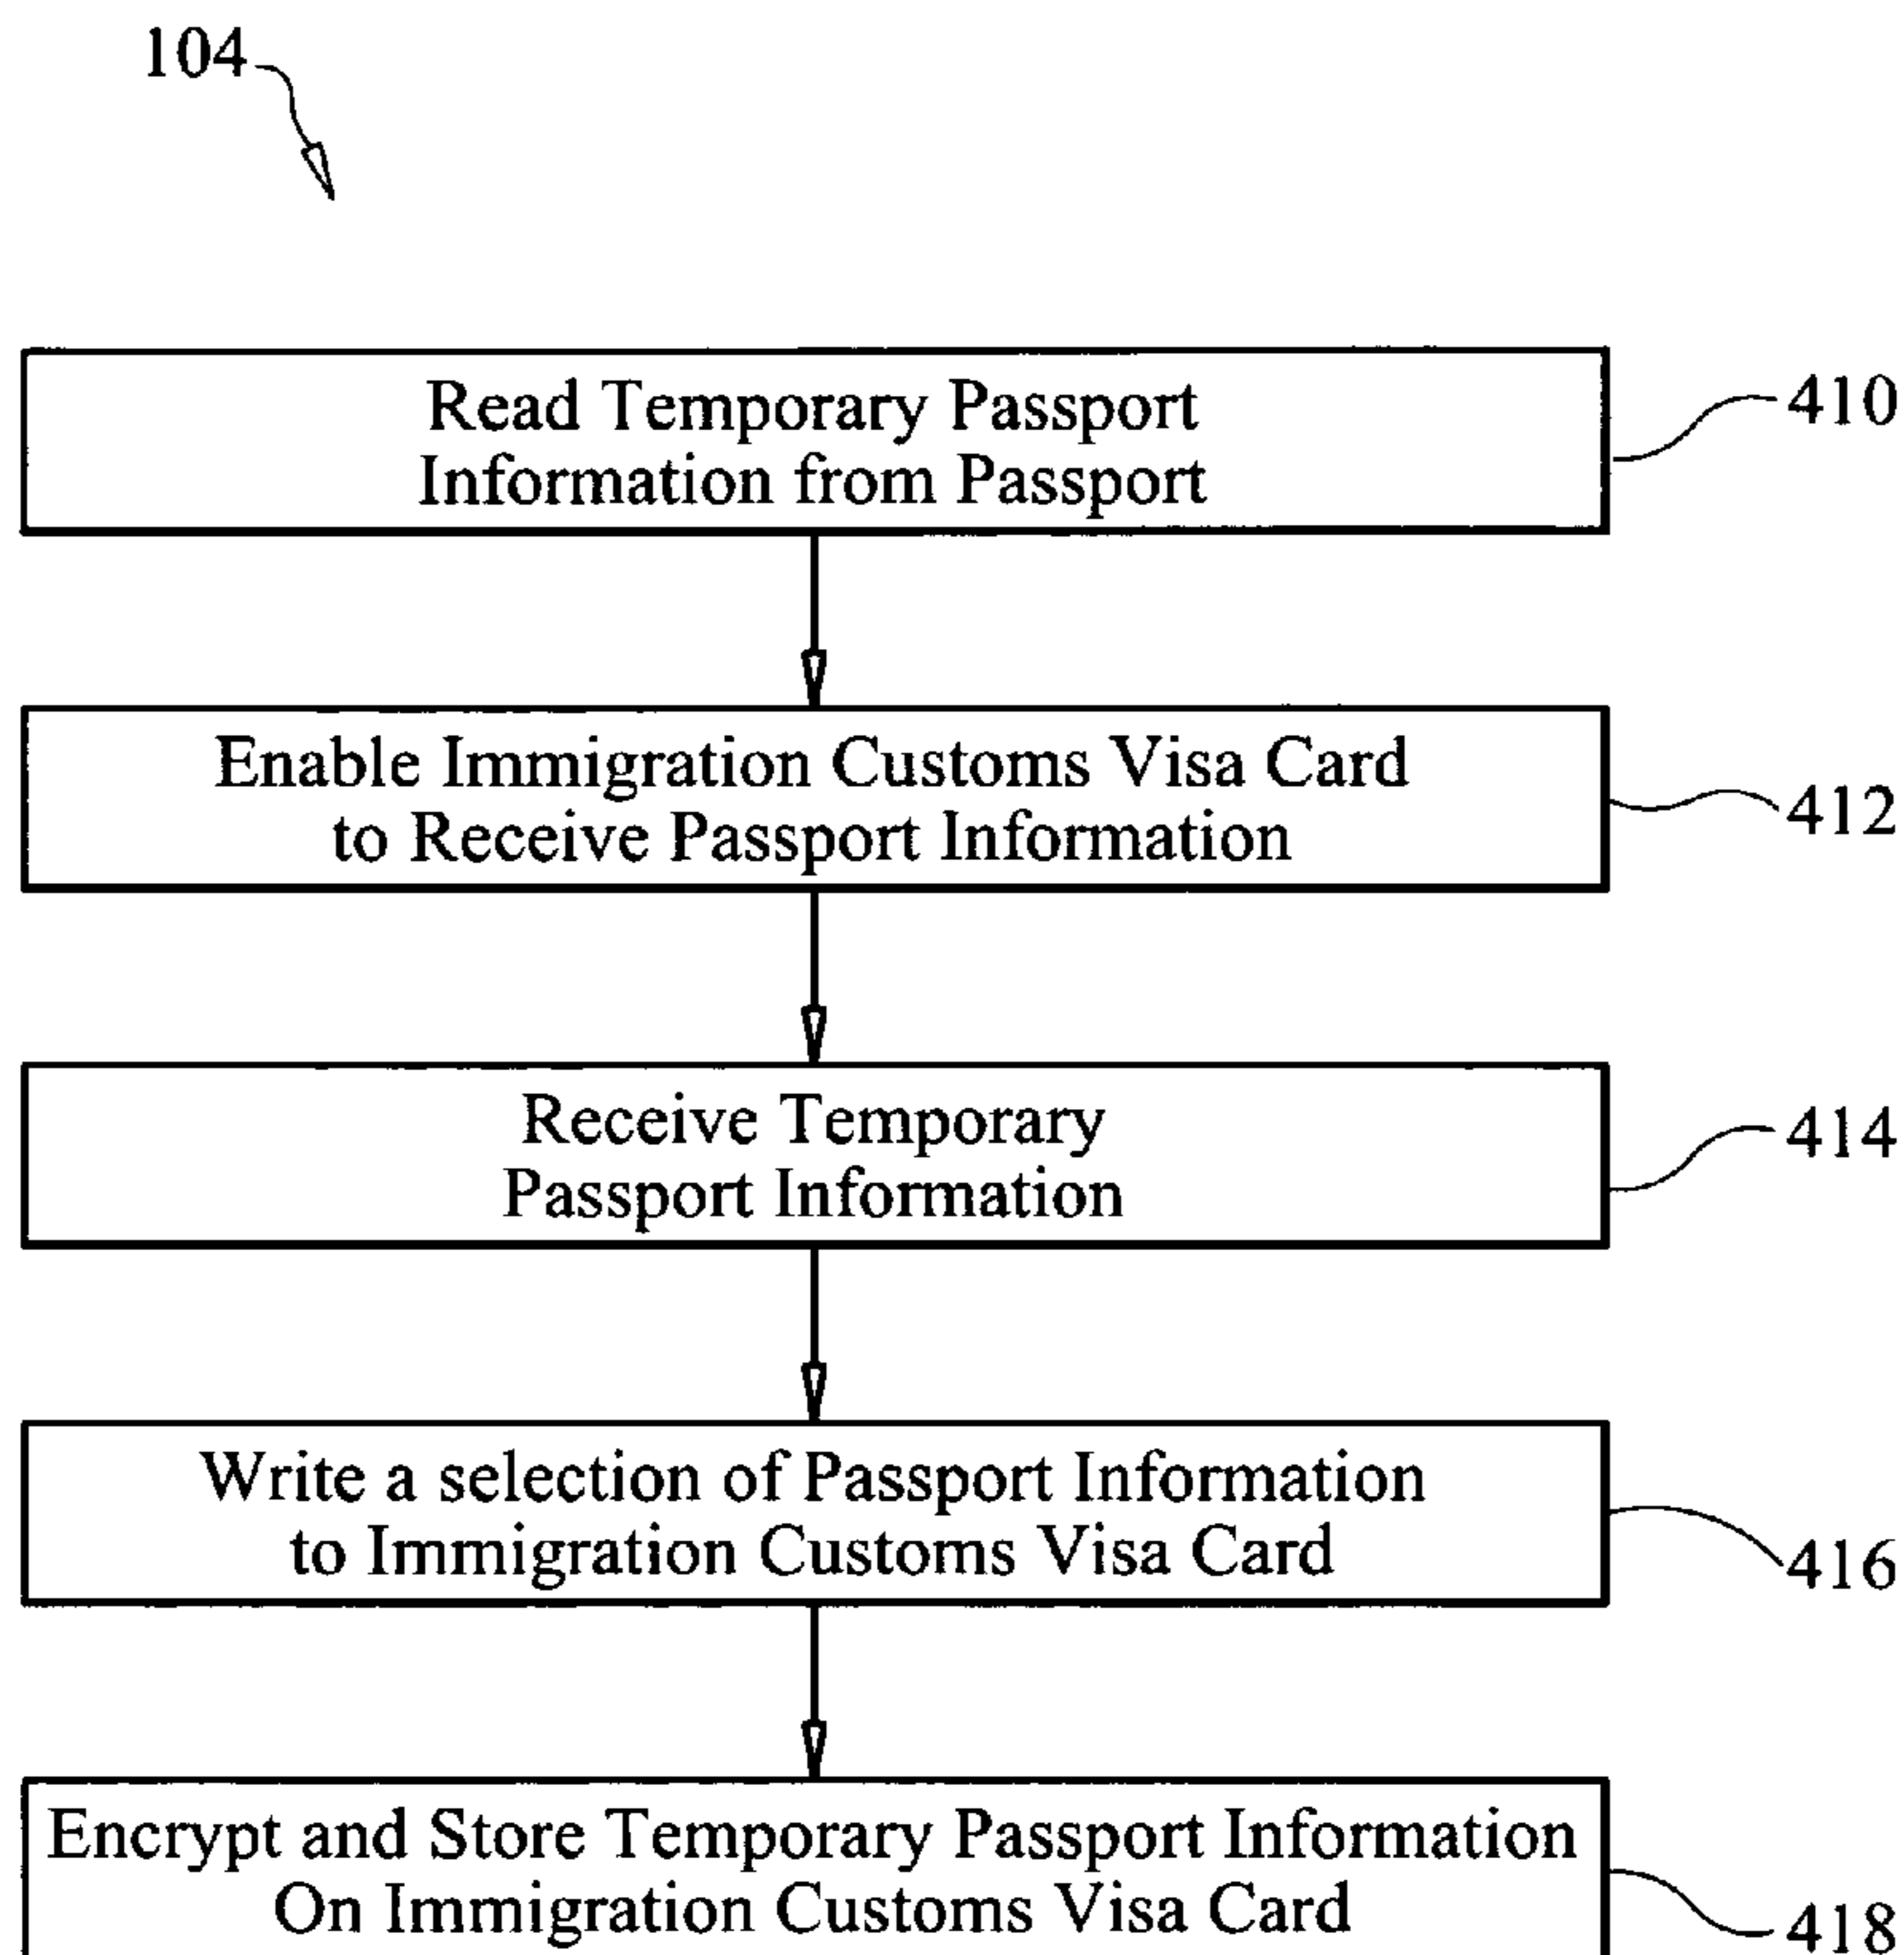 104
Read Temporary Passport
Information from Passport
410
Enable Immigration Customs Visa Card
to Receive Passport Information
412
Receive Temporary
Passport Information
414
Write a selection of Passport Information
to Immigration Customs Visa Card
416
Encrypt and Store Temporary Passport Information
On Immigration Customs Visa Card
418